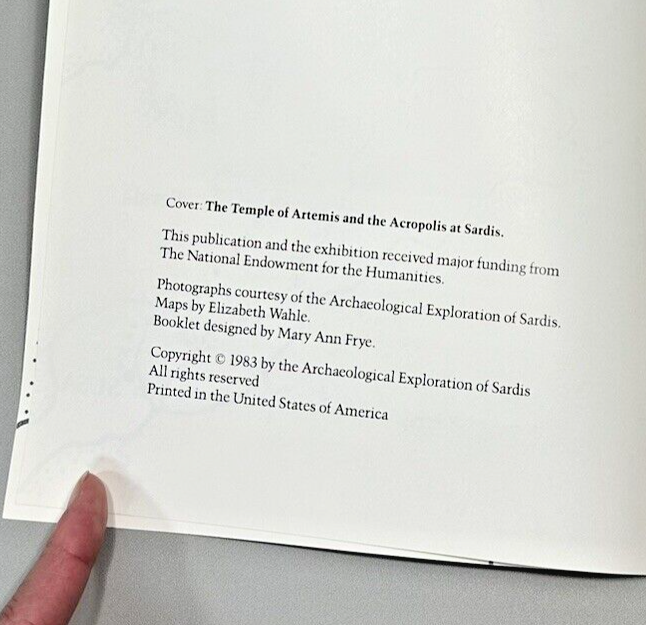 Cover: The Temple of Artemis and the Acropolis at Sardis.
This publication and the exhibition received major funding from
The National Endowment for the Humanities.
Photographs courtesy of the Archaeological Exploration of Sardis.
Maps by Elizabeth Wahle.
Booklet designed by Mary Ann Frye.
Copyright © 1983 by the Archaeological Exploration of Sardis
All rights reserved
Printed in the United States of America